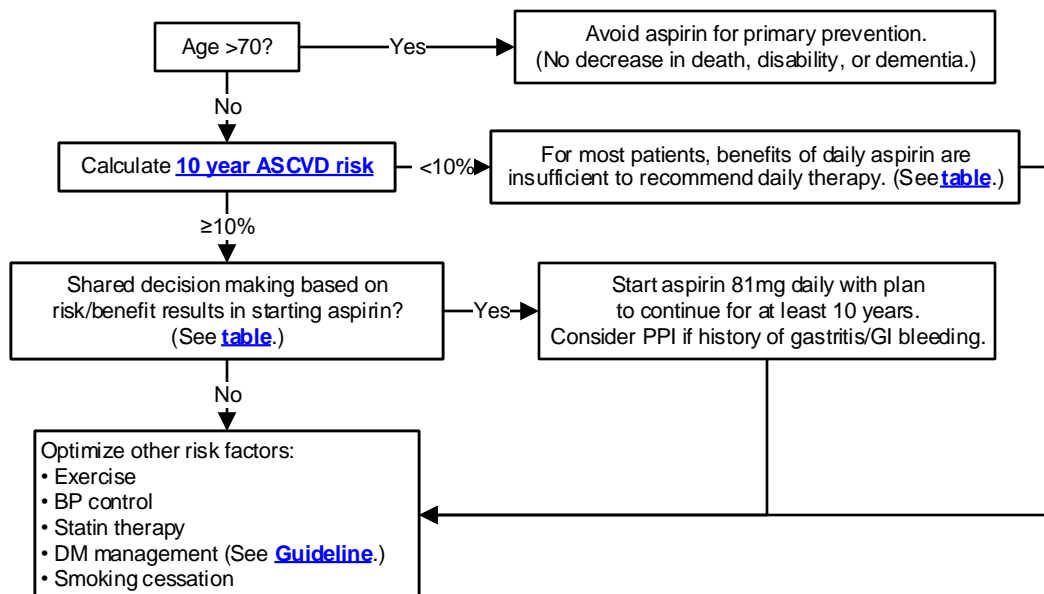 Age >70?
Yes
Avoid aspirin for primary prevention.
(No decrease in death, disability, or dementia.)
No
Calculate 10 year ASCVD risk
<10%
For most patients, benefits of daily aspirin are
insufficient to recommend daily therapy. (See table.)
≥10%
Shared decision making based on
risk/benefit results in starting aspirin?
(See table.)
Yes
Start aspirin 81mg daily with plan
to continue for at least 10 years.
Consider PPI if history of gastritis/GI bleeding.
No
Optimize other risk factors:
• Exercise
• BP control
• Statin therapy
• DM management (See Guideline.)
• Smoking cessation